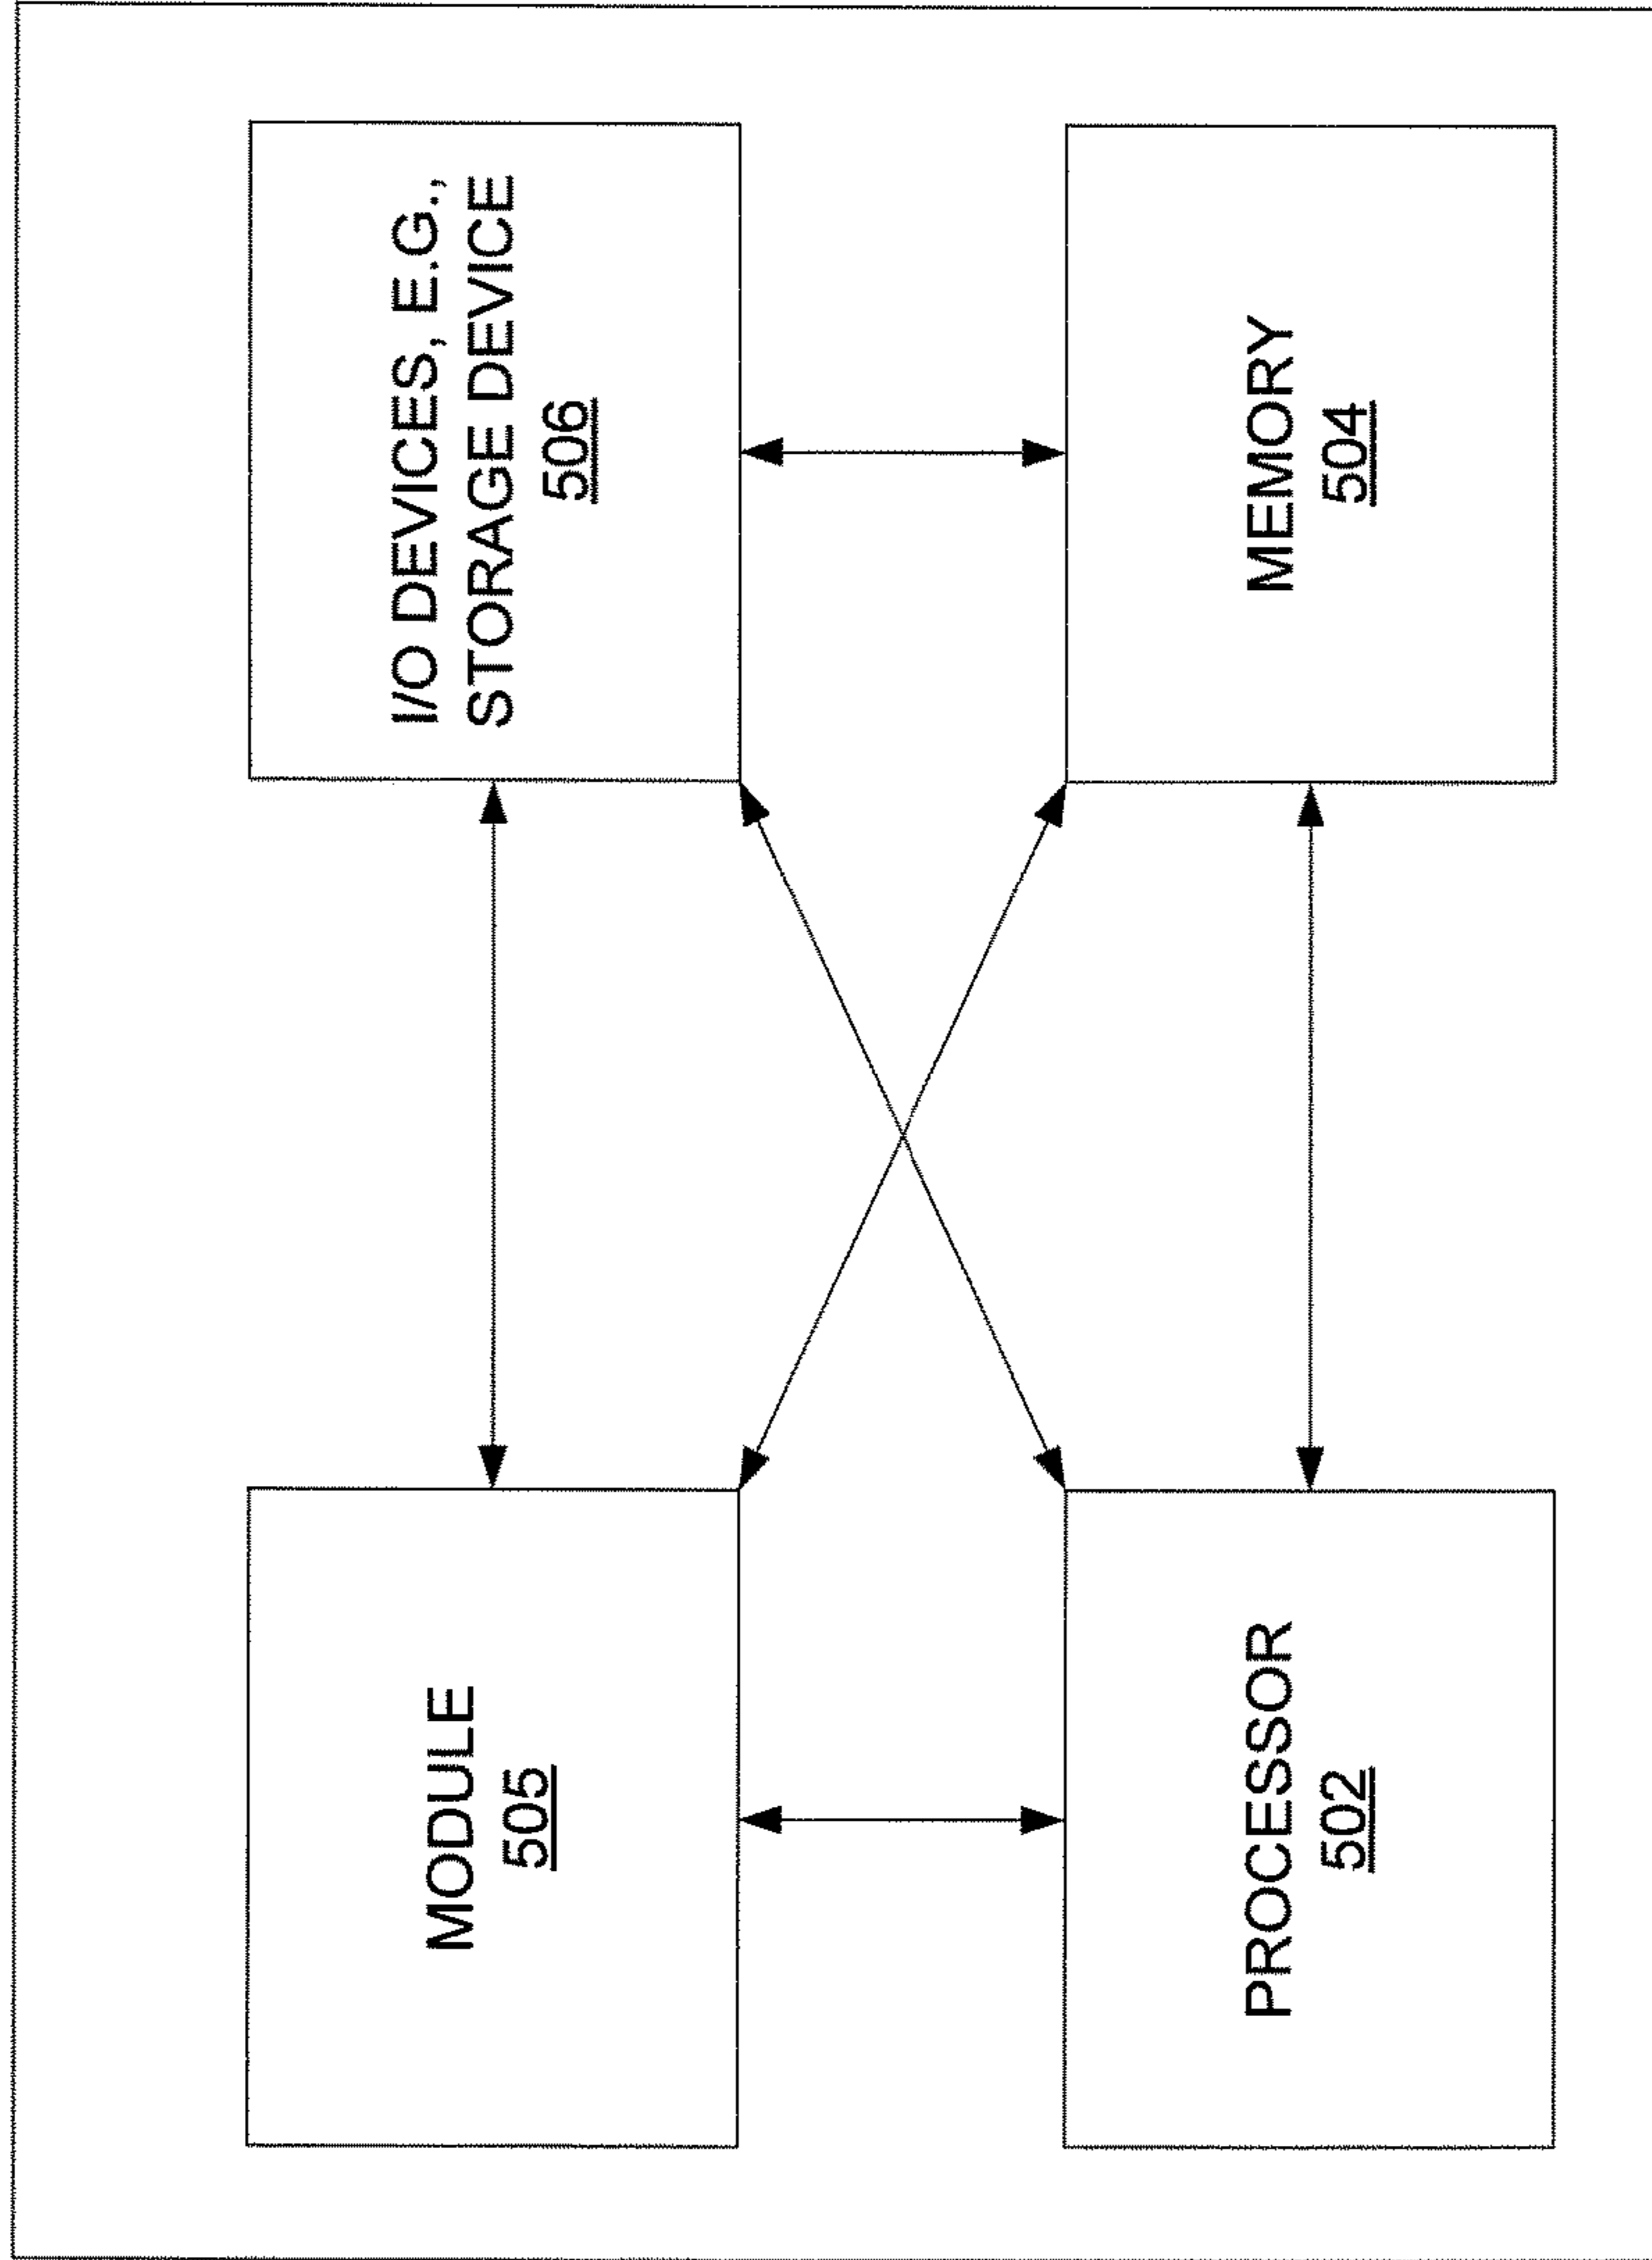 MODULE
505
I/O DEVICES, E.G.,
STORAGE DEVICE
506
PROCESSOR
502
MEMORY
504